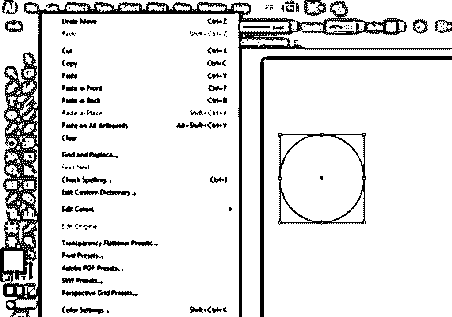 Undo Move Ctrl+Z
Cut Ctrl+X
Copy Ctrl+C
Paste Ctrl+V
Paste in Front Ctrl+F
Paste in Back Ctrl+B
Paste in Place Shift+Ctrl+V
Paste on All Artboards Alt+Shift+Ctrl+V
Clear
Find and Replace...
Find Next
Check Spelling... Ctrl+I
Edit Custom Dictionary...
Edit Colors
Edit Original
Transparency Flattener Presets...
Print Presets...
Adobe PDF Presets...
SWF Presets...
Perspective Grid Presets...
Color Settings... Shift+Ctrl+K